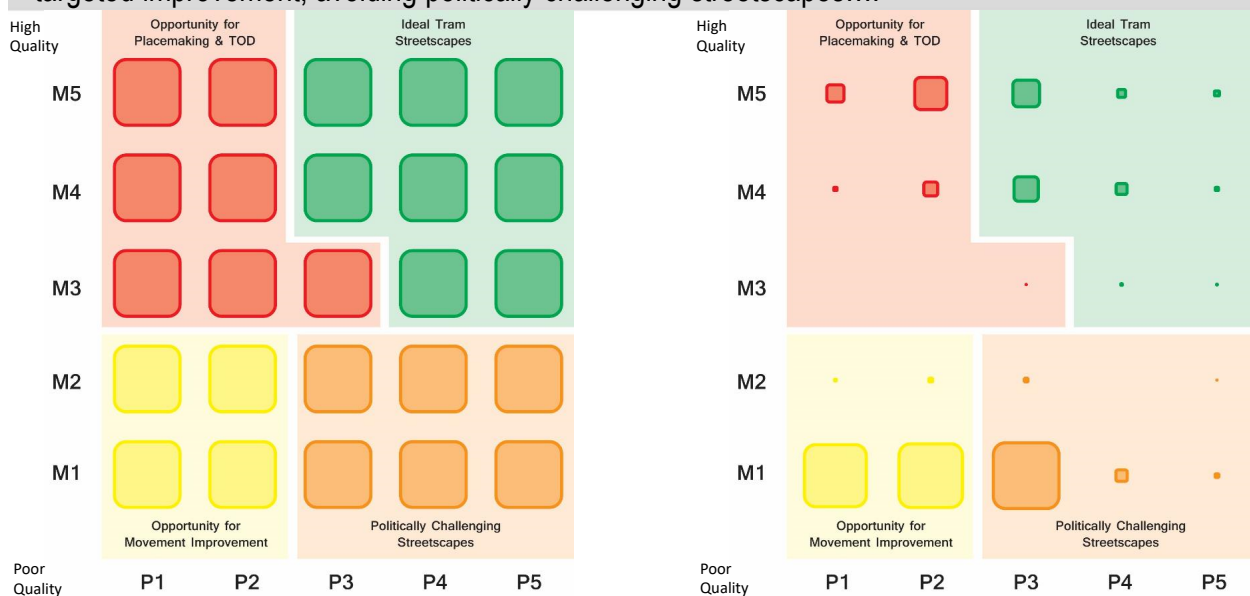 targeted improvement, avoiding politically challenging streetscapes....
High
Quality
Opportunity for
Placemaking & TOD
Ideal Tram
Streetscapes
M5
M4
M3
M2
M1
Opportunity for
Movement Improvement
Politically Challenging
Streetscapes
Poor
Quality
P1 P2 P3 P4 P5
High
Quality
Opportunity for
Placemaking & TOD
Ideal Tram
Streetscapes
M5
M4
M3
M2
M1
Opportunity for
Movement Improvement
Politically Challenging
Streetscapes
Poor
Quality
P1 P2 P3 P4 P5